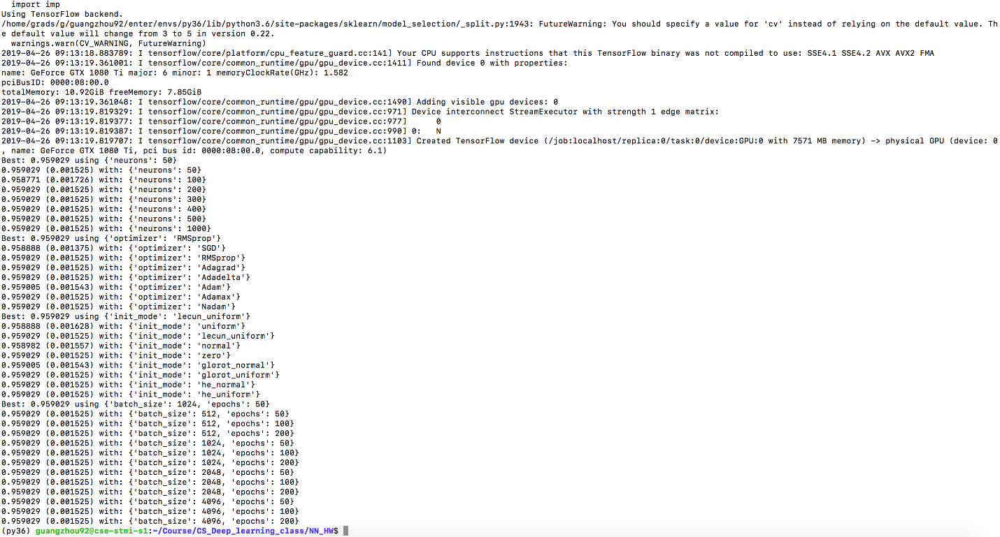 import imp
Using TensorFlow backend.
/home/grads/g/guangzhou92/enter/envs/py36/lib/python3.6/site-packages/sklearn/model_selection/_split.py:1943: FutureWarning: You should specify a value for 'cv' instead of relying on the default value. Th
e default value will change from 3 to 5 in version 0.22.
  warnings.warn(CV_WARNING, FutureWarning)
2019-04-26 09:13:18.883789: I tensorflow/core/platform/cpu_feature_guard.cc:141] Your CPU supports instructions that this TensorFlow binary was not compiled to use: SSE4.1 SSE4.2 AVX AVX2 FMA
2019-04-26 09:13:19.361001: I tensorflow/core/common_runtime/gpu/gpu_device.cc:1411] Found device 0 with properties:
name: GeForce GTX 1080 Ti major: 6 minor: 1 memoryClockRate(GHz): 1.582
pciBusID: 0000:08:00.0
totalMemory: 10.92GiB freeMemory: 7.85GiB
2019-04-26 09:13:19.361048: I tensorflow/core/common_runtime/gpu/gpu_device.cc:1490] Adding visible gpu devices: 0
2019-04-26 09:13:19.819329: I tensorflow/core/common_runtime/gpu/gpu_device.cc:971] Device interconnect StreamExecutor with strength 1 edge matrix:
2019-04-26 09:13:19.819377: I tensorflow/core/common_runtime/gpu/gpu_device.cc:977]      0
2019-04-26 09:13:19.819387: I tensorflow/core/common_runtime/gpu/gpu_device.cc:990] 0:   N
2019-04-26 09:13:19.819707: I tensorflow/core/common_runtime/gpu/gpu_device.cc:1103] Created TensorFlow device (/job:localhost/replica:0/task:0/device:GPU:0 with 7571 MB memory) -> physical GPU (device: 0
, name: GeForce GTX 1080 Ti, pci bus id: 0000:08:00.0, compute capability: 6.1)
Best: 0.959029 using {'neurons': 50}
0.959029 (0.001525) with: {'neurons': 50}
0.958771 (0.001726) with: {'neurons': 100}
0.959029 (0.001525) with: {'neurons': 200}
0.959029 (0.001525) with: {'neurons': 300}
0.959029 (0.001525) with: {'neurons': 400}
0.959029 (0.001525) with: {'neurons': 500}
0.959029 (0.001525) with: {'neurons': 1000}
Best: 0.959029 using {'optimizer': 'RMSprop'}
0.958888 (0.001375) with: {'optimizer': 'SGD'}
0.959029 (0.001525) with: {'optimizer': 'RMSprop'}
0.959029 (0.001525) with: {'optimizer': 'Adagrad'}
0.959029 (0.001525) with: {'optimizer': 'Adadelta'}
0.959005 (0.001543) with: {'optimizer': 'Adam'}
0.959029 (0.001525) with: {'optimizer': 'Adamax'}
0.959029 (0.001525) with: {'optimizer': 'Nadam'}
Best: 0.959029 using {'init_mode': 'lecun_uniform'}
0.958888 (0.001628) with: {'init_mode': 'uniform'}
0.959029 (0.001525) with: {'init_mode': 'lecun_uniform'}
0.958982 (0.001557) with: {'init_mode': 'normal'}
0.959029 (0.001525) with: {'init_mode': 'zero'}
0.959005 (0.001543) with: {'init_mode': 'glorot_normal'}
0.959029 (0.001525) with: {'init_mode': 'glorot_uniform'}
0.959029 (0.001525) with: {'init_mode': 'he_normal'}
0.959029 (0.001525) with: {'init_mode': 'he_uniform'}
Best: 0.959029 using {'batch_size': 1024, 'epochs': 50}
0.959029 (0.001525) with: {'batch_size': 512, 'epochs': 50}
0.959029 (0.001525) with: {'batch_size': 512, 'epochs': 100}
0.959029 (0.001525) with: {'batch_size': 512, 'epochs': 200}
0.959029 (0.001525) with: {'batch_size': 1024, 'epochs': 50}
0.959029 (0.001525) with: {'batch_size': 1024, 'epochs': 100}
0.959029 (0.001525) with: {'batch_size': 1024, 'epochs': 200}
0.959029 (0.001525) with: {'batch_size': 2048, 'epochs': 50}
0.959029 (0.001525) with: {'batch_size': 2048, 'epochs': 100}
0.959029 (0.001525) with: {'batch_size': 2048, 'epochs': 200}
0.959029 (0.001525) with: {'batch_size': 4096, 'epochs': 50}
0.959029 (0.001525) with: {'batch_size': 4096, 'epochs': 100}
0.959029 (0.001525) with: {'batch_size': 4096, 'epochs': 200}
(py36) guangzhou92@cse-stmi-s1:~/Course/CS_Deep_learning_class/NN_HW$